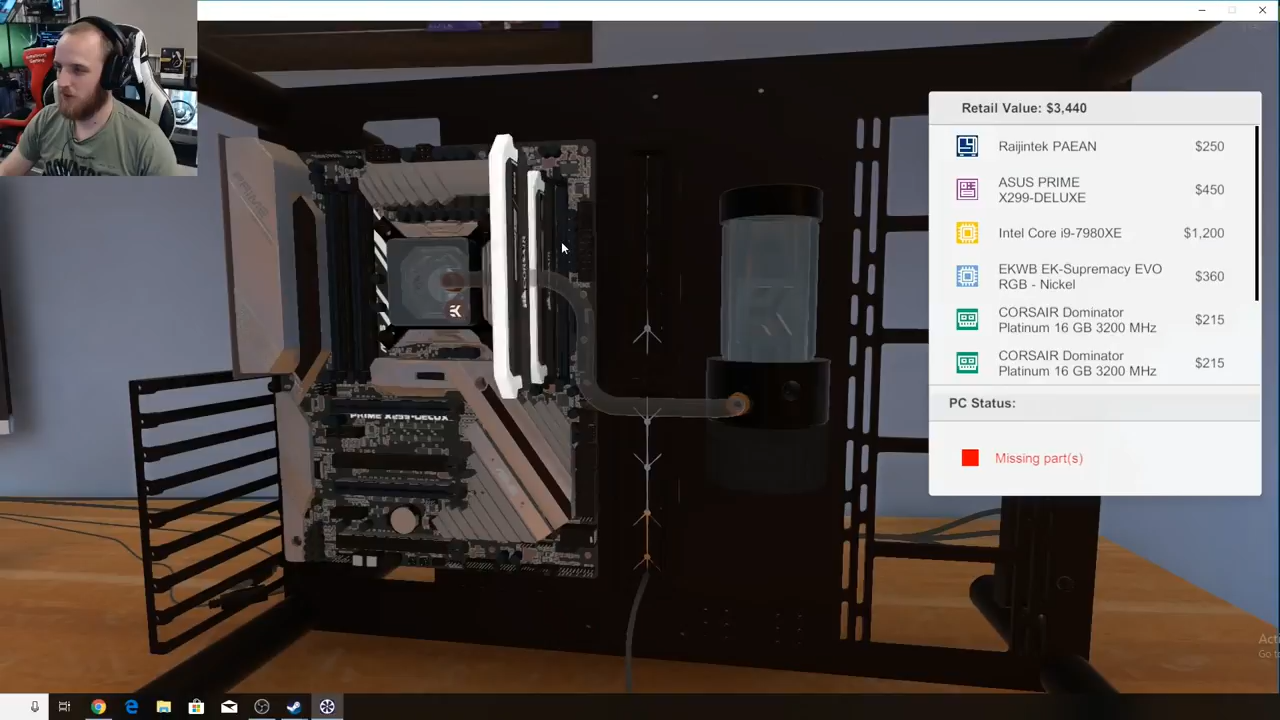 Retail Value: $3,440
Raijintek PAEAN $250
ASUS PRIME
X299-DELUXE $450
Intel Core i9-7980XE $1,200
EKWB EK-Supremacy EVO
RGB - Nickel $360
CORSAIR Dominator
Platinum 16 GB 3200 MHz $215
CORSAIR Dominator
Platinum 16 GB 3200 MHz $215
PC Status:
Missing part(s)
CORSAIR
PRIME X299-DELUXE